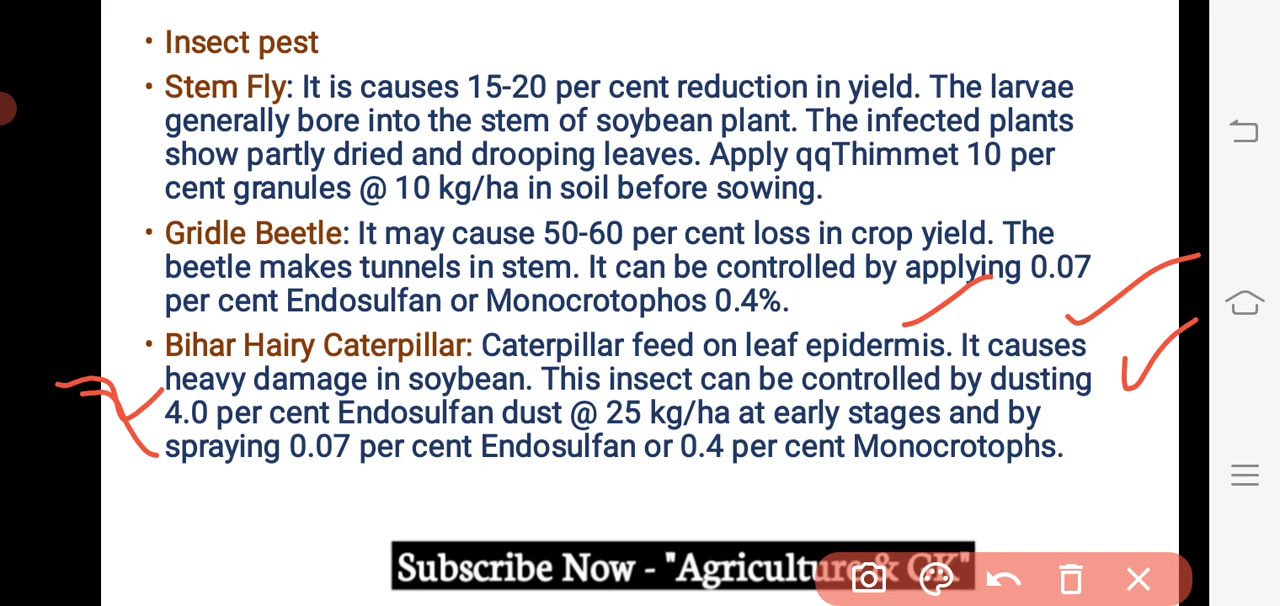 • Insect pest
• Stem Fly: It is causes 15-20 per cent reduction in yield. The larvae
generally bore into the stem of soybean plant. The infected plants
show partly dried and drooping leaves. Apply qqThimmet 10 per
cent granules @ 10 kg/ha in soil before sowing.
• Gridle Beetle: It may cause 50-60 per cent loss in crop yield. The
beetle makes tunnels in stem. It can be controlled by applying 0.07
per cent Endosulfan or Monocrotophos 0.4%.
• Bihar Hairy Caterpillar: Caterpillar feed on leaf epidermis. It causes
heavy damage in soybean. This insect can be controlled by dusting
4.0 per cent Endosulfan dust @ 25 kg/ha at early stages and by
spraying 0.07 per cent Endosulfan or 0.4 per cent Monocrotophs.
Subscribe Now - "Agriculture & GK"